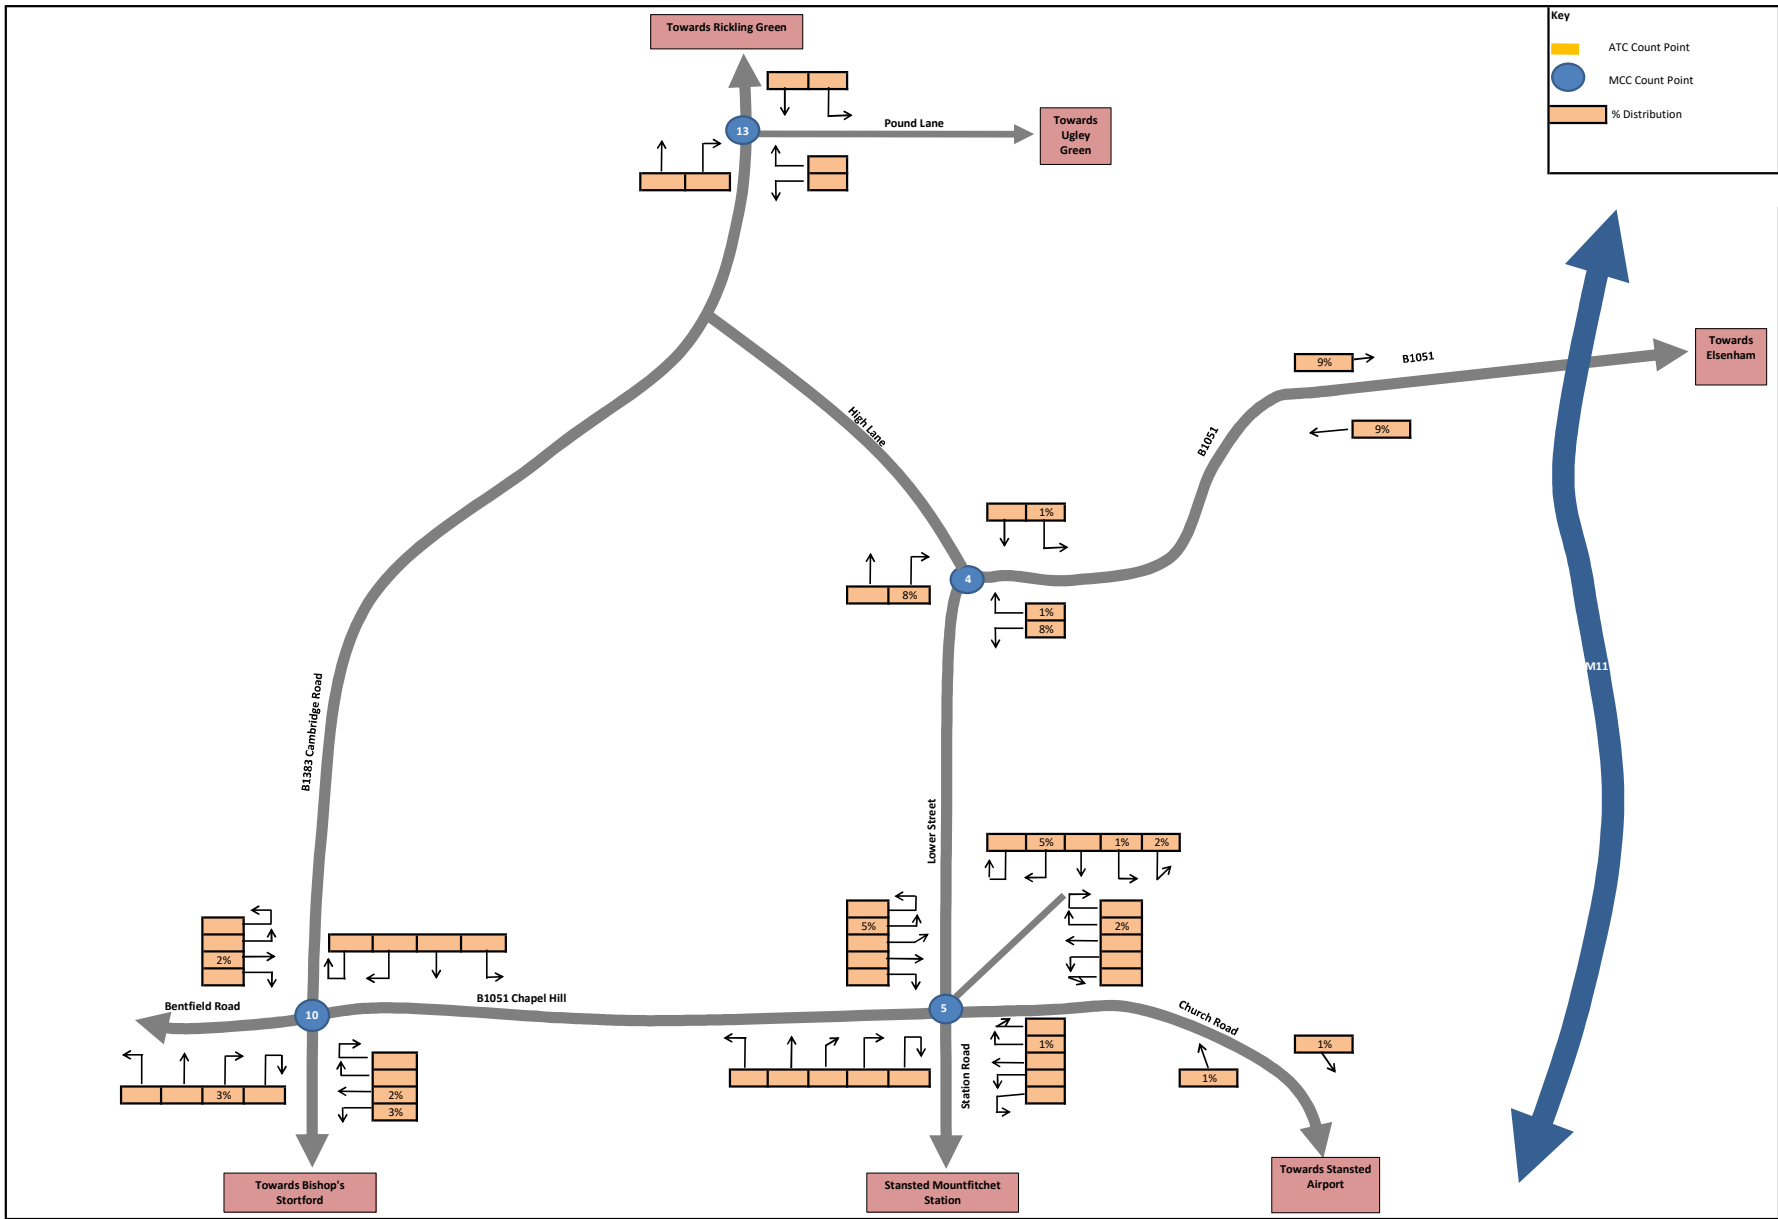 Towards Rickling Green
Key
ATC Count Point
MCC Count Point
% Distribution
13
Pound Lane
Towards
Ugley
Green
Towards
Elsenham
9%
B1051
9%
High Lane
B1051
1%
4
8%
1%
8%
M11
B1383 Cambridge Road
Lower Street
5% 1% 2%
5%
2%
2%
Bentfield Road
10
B1051 Chapel Hill
5
Church Road
Station Road
1%
1%
1%
3%
2%
3%
Towards Bishop's
Stortford
Stansted Mountfitchet
Station
Towards Stansted
Airport